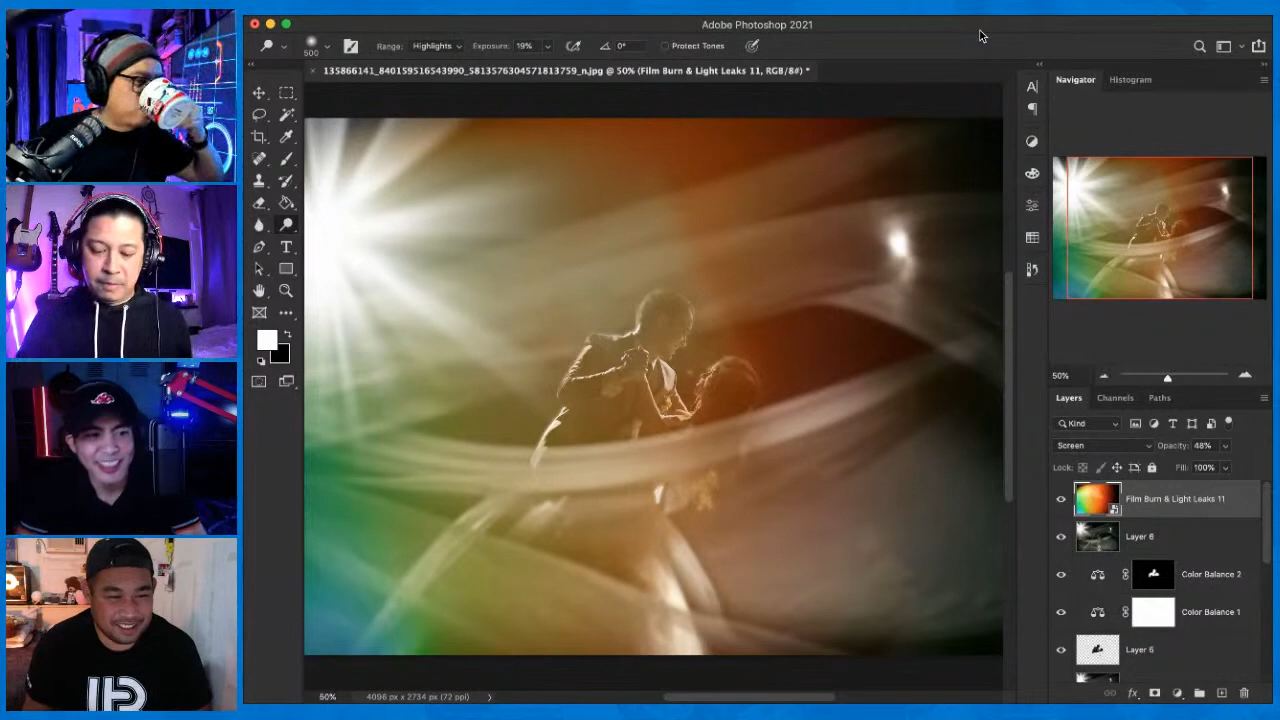 Adobe Photoshop 2021
500 Range: Highlights Exposure: 19% 0° Protect Tones
135866141_840159516543990_5813576304571813759_n.jpg @ 50% (Film Burn & Light Leaks 11, RGB/8#) *
Navigator Histogram
50%
Layers Channels Paths
Kind
Screen Opacity: 48%
Lock: Fill: 100%
Film Burn & Light Leaks 11
Layer 6
Color Balance 2
Color Balance 1
Layer 6
50% 4096 px x 2734 px (72 ppi)
fx